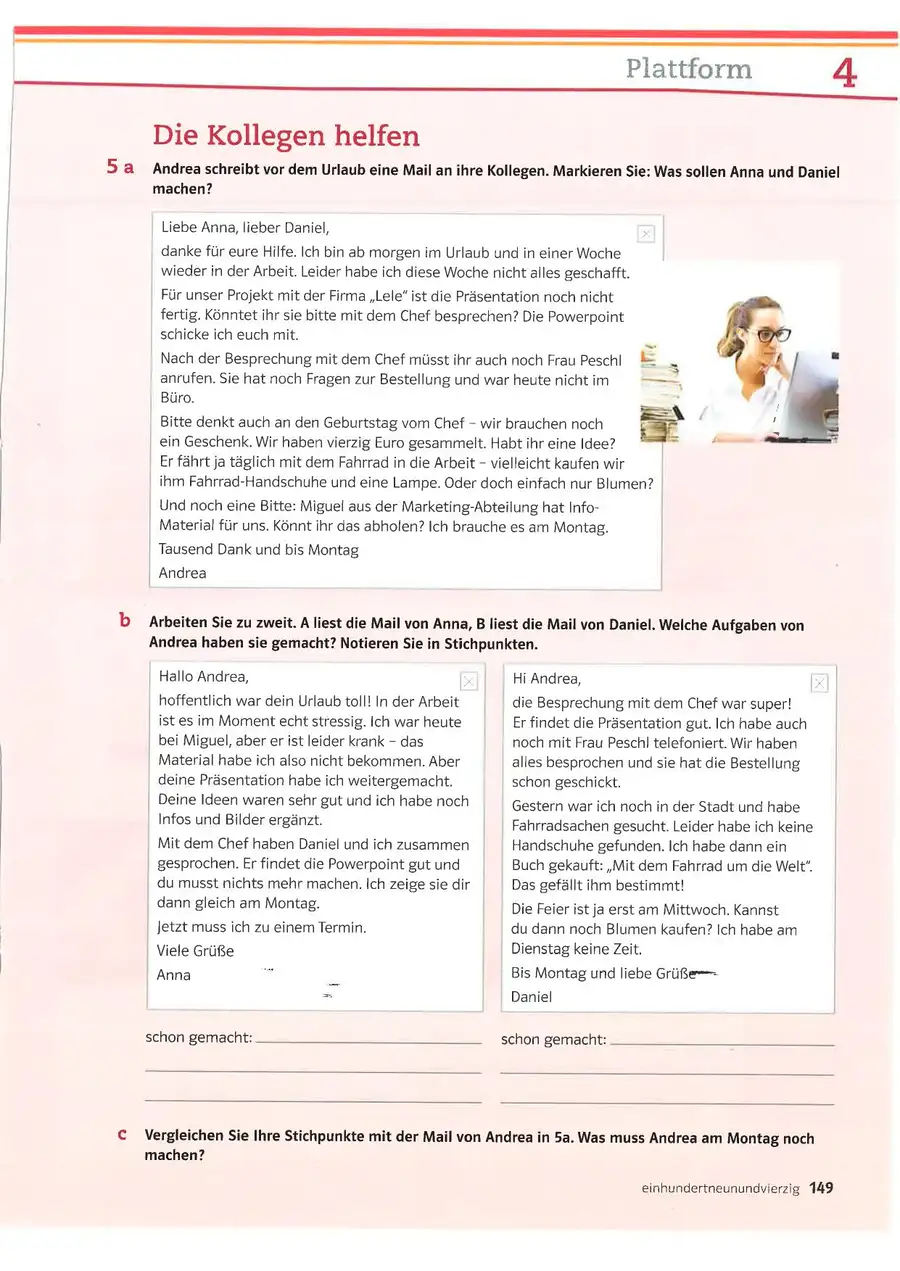 Plattform 4
Die Kollegen helfen
5 a Andrea schreibt vor dem Urlaub eine Mail an ihre Kollegen. Markieren Sie: Was sollen Anna und Daniel
machen?
Liebe Anna, lieber Daniel,
danke für eure Hilfe. Ich bin ab morgen im Urlaub und in einer Woche
wieder in der Arbeit. Leider habe ich diese Woche nicht alles geschafft.
Für unser Projekt mit der Firma „Lele“ ist die Präsentation noch nicht
fertig. Könntet ihr sie bitte mit dem Chef besprechen? Die Powerpoint
schicke ich euch mit.
Nach der Besprechung mit dem Chef müsst ihr auch noch Frau Peschl
anrufen. Sie hat noch Fragen zur Bestellung und war heute nicht im
Büro.
Bitte denkt auch an den Geburtstag vom Chef – wir brauchen noch
ein Geschenk. Wir haben vierzig Euro gesammelt. Habt ihr eine Idee?
Er fährt ja täglich mit dem Fahrrad in die Arbeit – vielleicht kaufen wir
ihm Fahrrad-Handschuhe und eine Lampe. Oder doch einfach nur Blumen?
Und noch eine Bitte: Miguel aus der Marketing-Abteilung hat Info-
Material für uns. Könnt ihr das abholen? Ich brauche es am Montag.
Tausend Dank und bis Montag
Andrea
b Arbeiten Sie zu zweit. A liest die Mail von Anna, B liest die Mail von Daniel. Welche Aufgaben von
Andrea haben sie gemacht? Notieren Sie in Stichpunkten.
Hallo Andrea,
hoffentlich war dein Urlaub toll! In der Arbeit
ist es im Moment echt stressig. Ich war heute
bei Miguel, aber er ist leider krank – das
Material habe ich also nicht bekommen. Aber
deine Präsentation habe ich weitergemacht.
Deine Ideen waren sehr gut und ich habe noch
Infos und Bilder ergänzt.
Mit dem Chef haben Daniel und ich zusammen
gesprochen. Er findet die Powerpoint gut und
du musst nichts mehr machen. Ich zeige sie dir
dann gleich am Montag.
Jetzt muss ich zu einem Termin.
Viele Grüße
Anna
schon gemacht:
Hi Andrea,
die Besprechung mit dem Chef war super!
Er findet die Präsentation gut. Ich habe auch
noch mit Frau Peschl telefoniert. Wir haben
alles besprochen und sie hat die Bestellung
schon geschickt.
Gestern war ich noch in der Stadt und habe
Fahrradsachen gesucht. Leider habe ich keine
Handschuhe gefunden. Ich habe dann ein
Buch gekauft: „Mit dem Fahrrad um die Welt“.
Das gefällt ihm bestimmt!
Die Feier ist ja erst am Mittwoch. Kannst
du dann noch Blumen kaufen? Ich habe am
Dienstag keine Zeit.
Bis Montag und liebe Grüße
Daniel
schon gemacht:
c Vergleichen Sie Ihre Stichpunkte mit der Mail von Andrea in 5a. Was muss Andrea am Montag noch
machen?
einhundertneunundvierzig 149